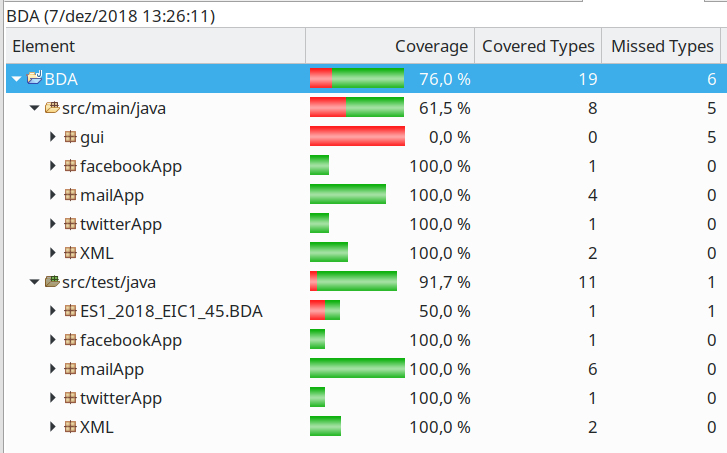 BDA (7/dez/2018 13:26:11)
Element Coverage Covered Types Missed Types
BDA 76,0 % 19 6
src/main/java 61,5 % 8 5
gui 0,0 % 0 5
facebookApp 100,0 % 1 0
mailApp 100,0 % 4 0
twitterApp 100,0 % 1 0
XML 100,0 % 2 0
src/test/java 91,7 % 11 1
ES1_2018_EIC1_45.BDA 50,0 % 1 1
facebookApp 100,0 % 1 0
mailApp 100,0 % 6 0
twitterApp 100,0 % 1 0
XML 100,0 % 2 0